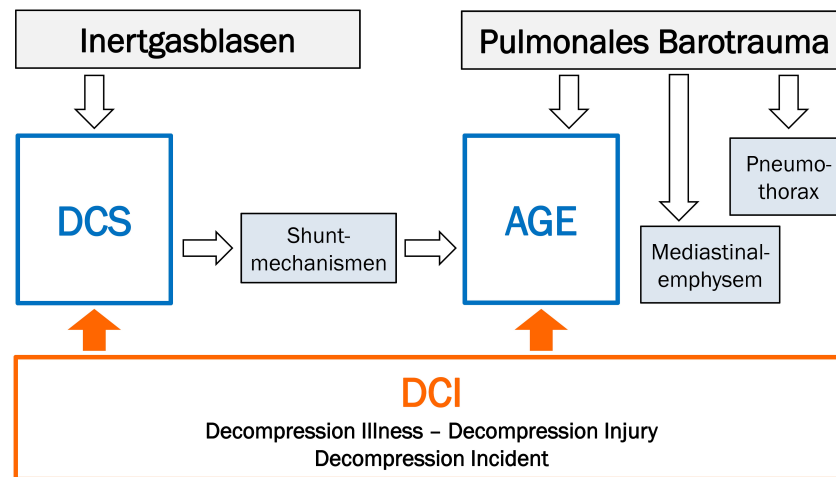 Inertgasblasen
Pulmonales Barotrauma
DCS
Shunt-
mechanismen
AGE
Pneumo-
thorax
Mediastinal-
emphysem
DCI
Decompression Illness – Decompression Injury
Decompression Incident